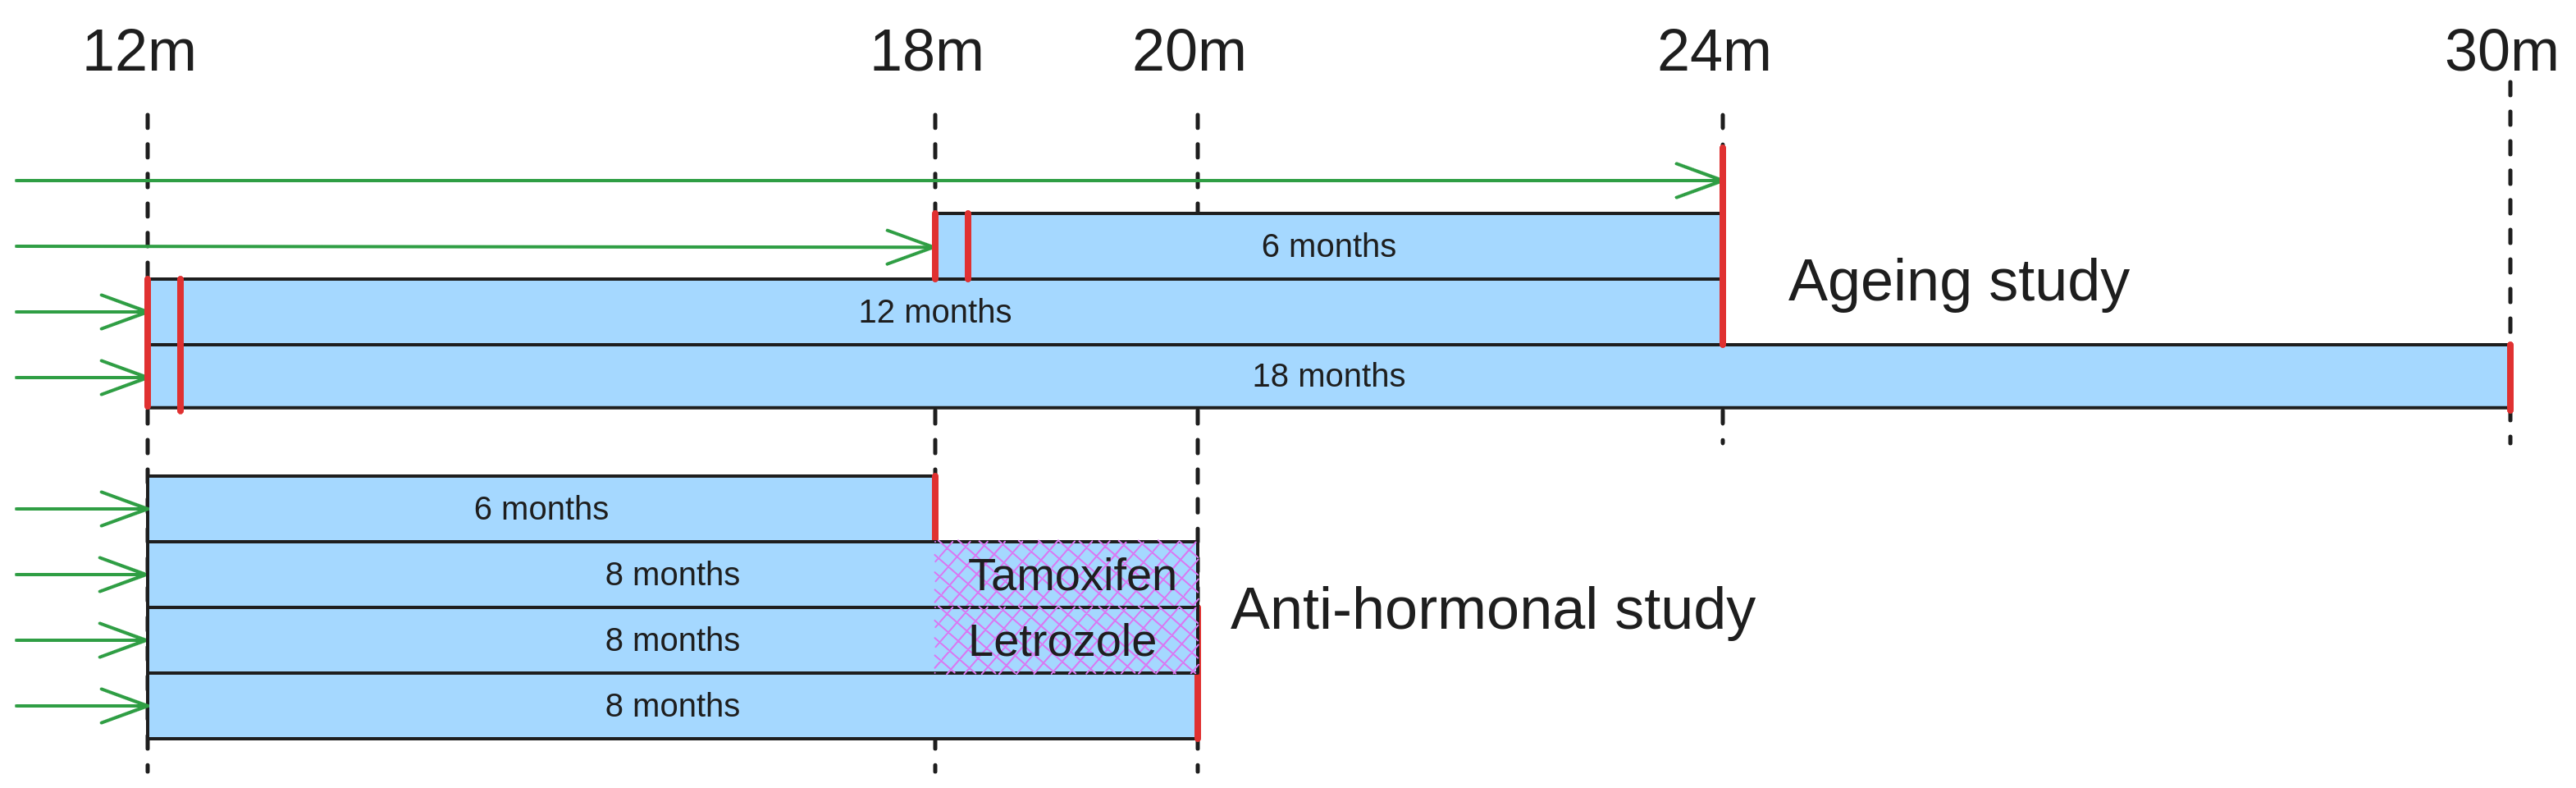 12m
18m
20m
24m
30m
6 months
12 months
Ageing study
18 months
6 months
8 months
Tamoxifen
8 months
Letrozole
Anti-hormonal study
8 months